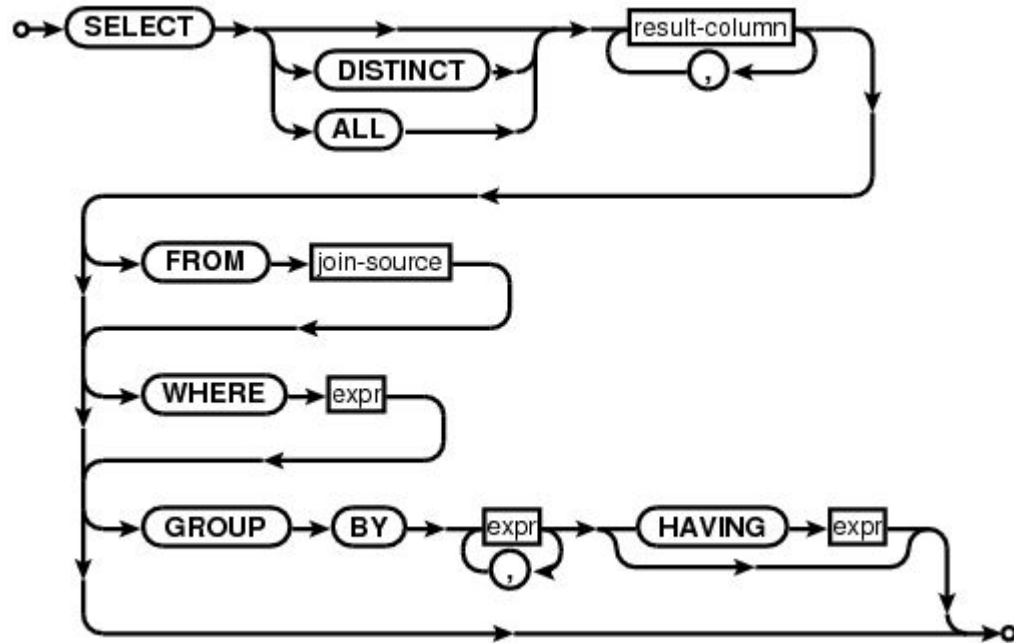 SELECT result-column
DISTINCT ,
ALL
FROM join-source
WHERE expr
GROUP BY expr HAVING expr
,